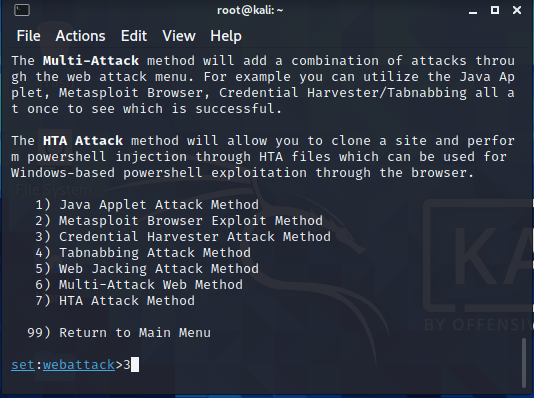 root@kali: ~
File Actions Edit View Help
The Multi-Attack method will add a combination of attacks throu
gh the web attack menu. For example you can utilize the Java Ap
plet, Metasploit Browser, Credential Harvester/Tabnabbing all a
t once to see which is successful.
The HTA Attack method will allow you to clone a site and perfor
m powershell injection through HTA files which can be used for
Windows-based powershell exploitation through the browser.
File System
1) Java Applet Attack Method
2) Metasploit Browser Exploit Method
3) Credential Harvester Attack Method
4) Tabnabbing Attack Method
5) Web Jacking Attack Method
6) Multi-Attack Web Method
7) HTA Attack Method
KA
BY OFFENSIV
99) Return to Main Menu
set:webattack>3